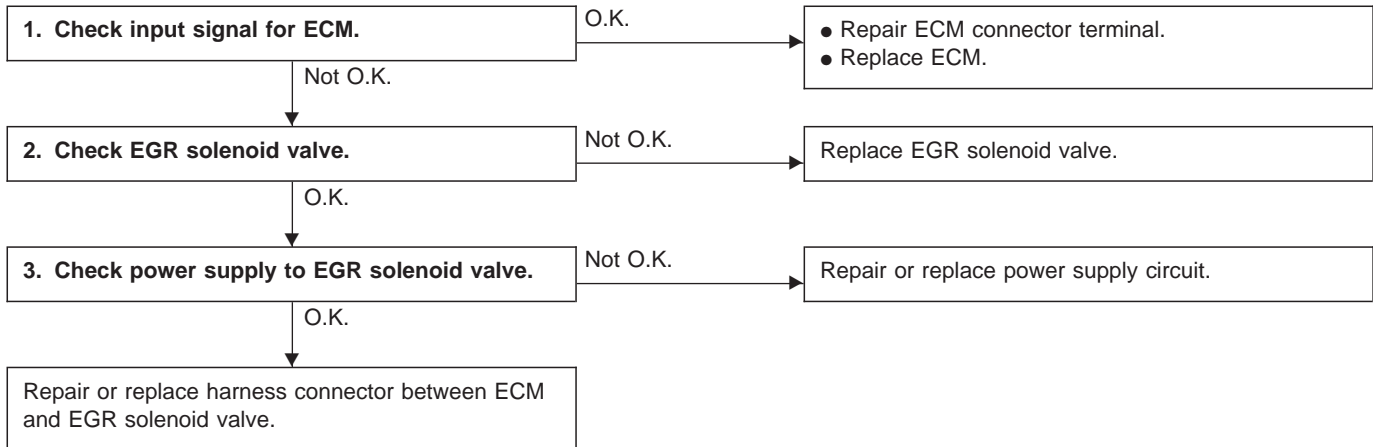 1. Check input signal for ECM.
O.K.
● Repair ECM connector terminal.
● Replace ECM.
Not O.K.
2. Check EGR solenoid valve.
Not O.K.
Replace EGR solenoid valve.
O.K.
3. Check power supply to EGR solenoid valve.
Not O.K.
Repair or replace power supply circuit.
O.K.
Repair or replace harness connector between ECM
and EGR solenoid valve.